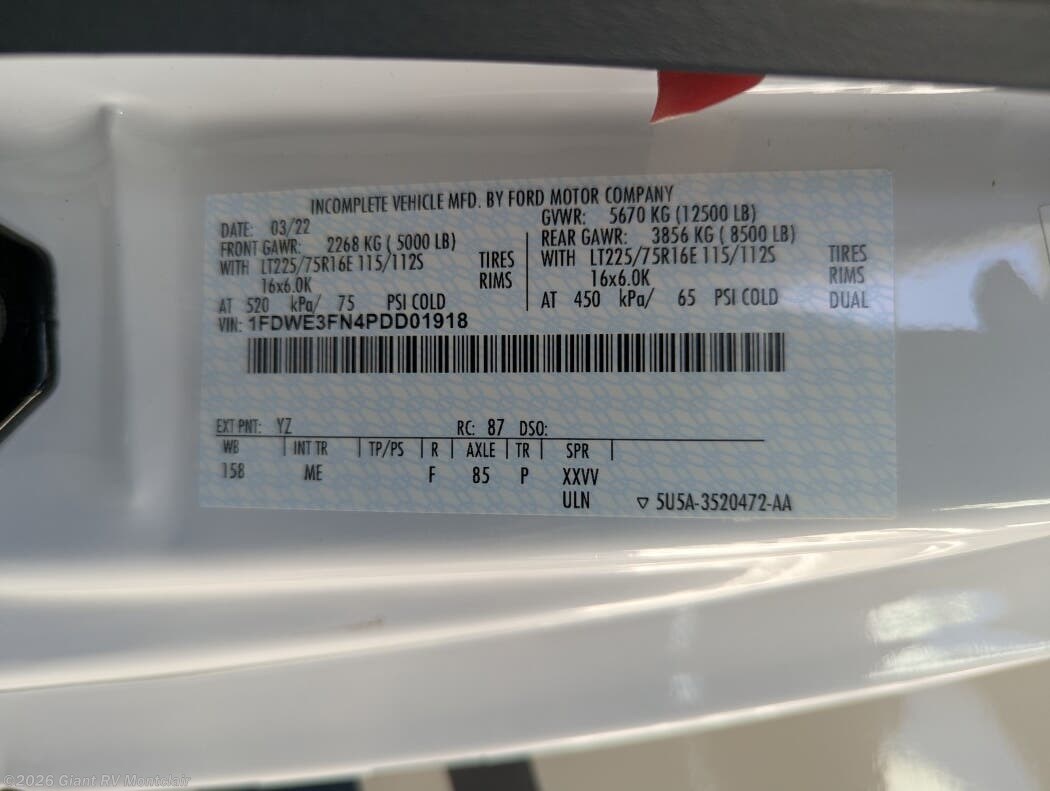 INCOMPLETE VEHICLE MFD. BY FORD MOTOR COMPANY
DATE: 03/22 GVWR: 5670 KG (12500 LB)
FRONT GAWR: 2268 KG ( 5000 LB) REAR GAWR: 3856 KG ( 8500 LB)
WITH LT225/75R16E 115/112S TIRES WITH LT225/75R16E 115/112S TIRES
16x6.0K RIMS 16x6.0K RIMS
AT 520 kPa/ 75 PSI COLD AT 450 kPa/ 65 PSI COLD DUAL
VIN: 1FDWE3FN4PDD01918
EXT PNT: YZ RC: 87 DSO:
WB INT TR TP/PS R AXLE TR SPR
158 ME F 85 P XXVV
ULN ▽ 5U5A-3520472-AA
©2026 Giant RV Montclair